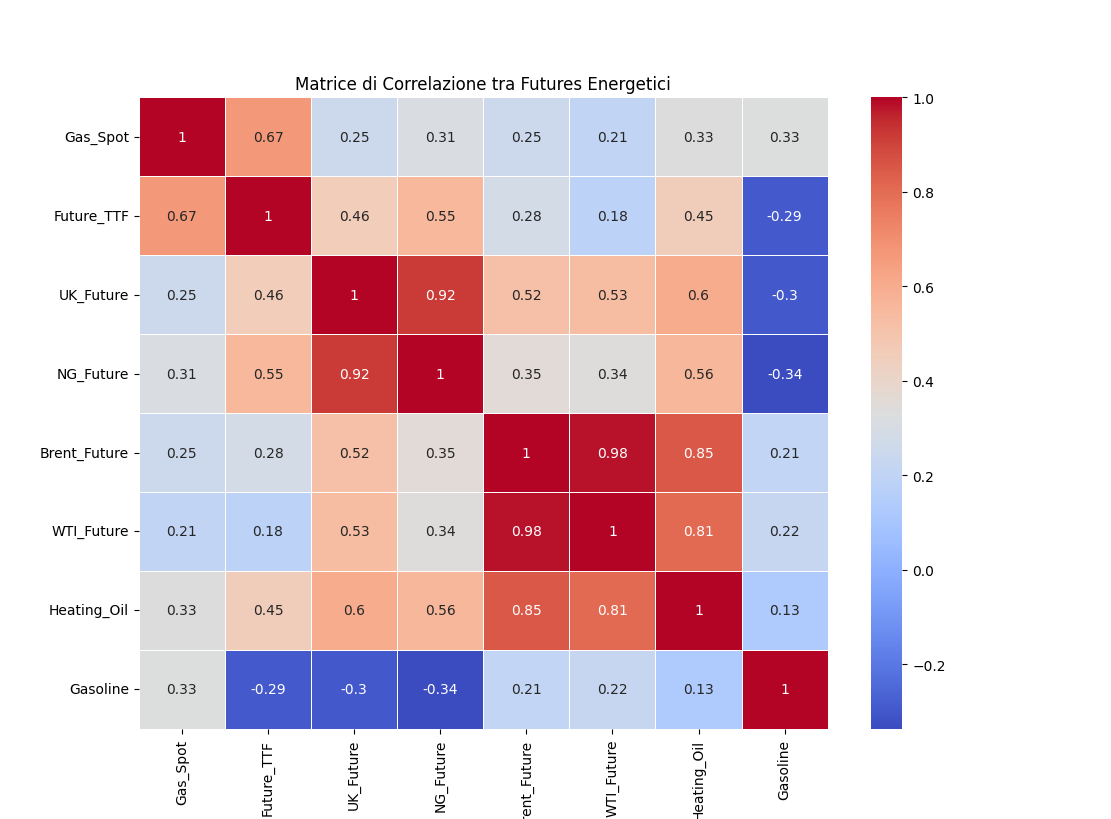 Matrice di Correlazione tra Futures Energetici
Gas_Spot 1 0.67 0.25 0.31 0.25 0.21 0.33 0.33
Future_TTF 0.67 1 0.46 0.55 0.28 0.18 0.45 -0.29
UK_Future 0.25 0.46 1 0.92 0.52 0.53 0.6 -0.3
NG_Future 0.31 0.55 0.92 1 0.35 0.34 0.56 -0.34
Brent_Future 0.25 0.28 0.52 0.35 1 0.98 0.85 0.21
WTI_Future 0.21 0.18 0.53 0.34 0.98 1 0.81 0.22
Heating_Oil 0.33 0.45 0.6 0.56 0.85 0.81 1 0.13
Gasoline 0.33 -0.29 -0.3 -0.34 0.21 0.22 0.13 1
Gas_Spot
Future_TTF
UK_Future
NG_Future
rent_Future
WTI_Future
Heating_Oil
Gasoline
1.0
0.8
0.6
0.4
0.2
0.0
−0.2